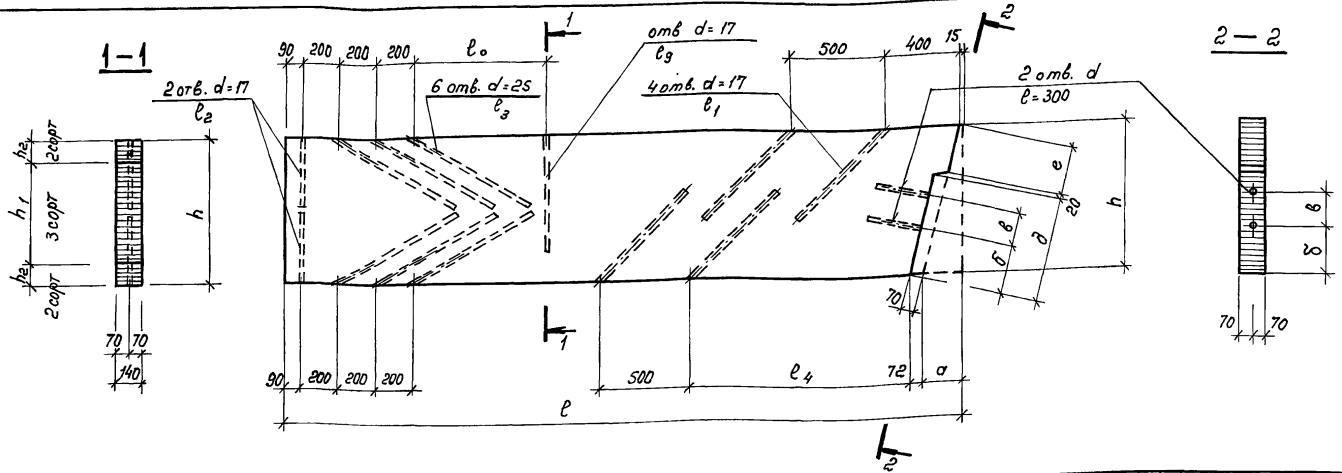 1-1
2 сорт
h₂
h₁
3 сорт
h₂
2 сорт
h
70
70
140
2 отв. d=17
l₂
90
200
200
200
l₀
1
6 отв. d=25
l₃
отв d=17
l₉
4 отв. d=17
l₁
500
400
15
2
2 отв. d
l=300
е
20
в
д
б
h
70
90
200
200
200
1
500
l₄
72
а
l
2
2-2
в
б
70
70